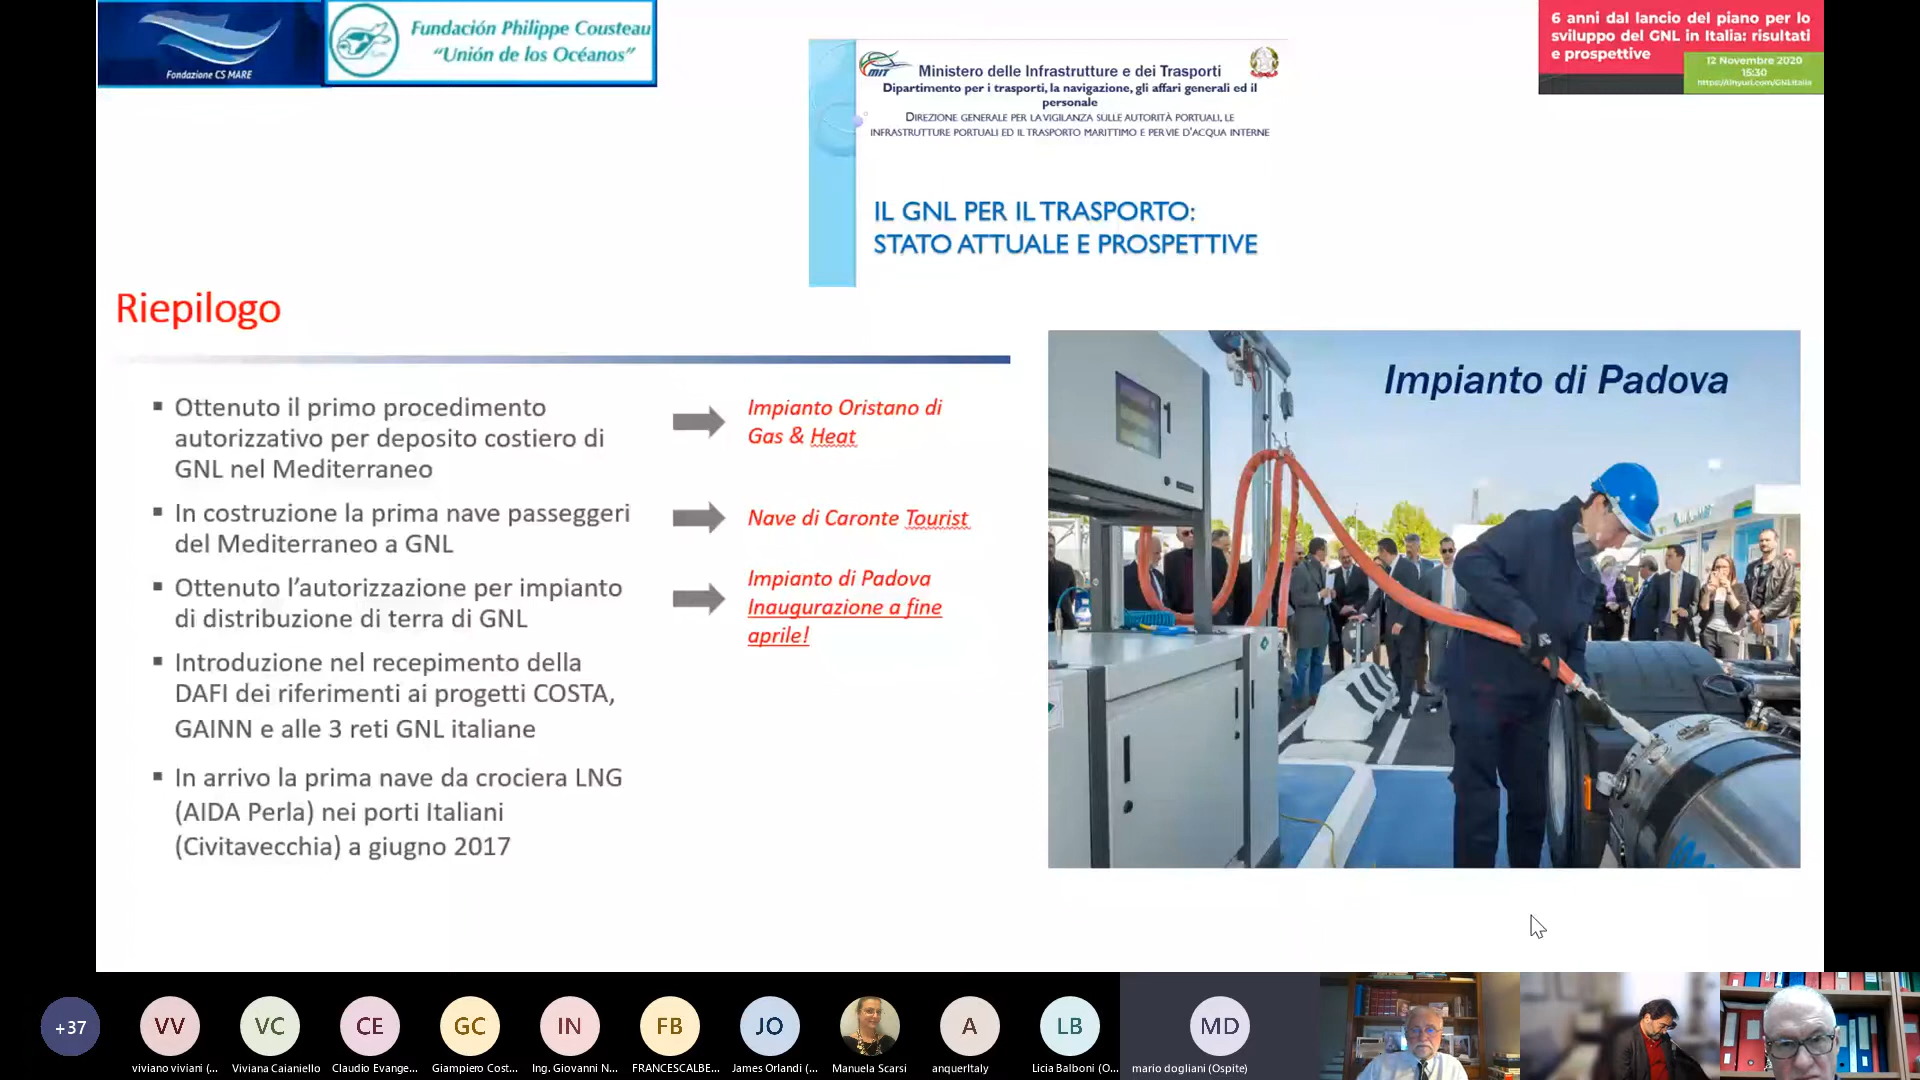 Fondazione CS MARE
Fundación Philippe Cousteau
“Unión de los Océanos”
6 anni dal lancio del piano per lo
sviluppo del GNL in Italia: risultati
e prospettive
12 Novembre 2020
15:30
https://tinyurl.com/GNLItalia
MIT
Ministero delle Infrastrutture e dei Trasporti
Dipartimento per i trasporti, la navigazione, gli affari generali ed il
personale
DIREZIONE GENERALE PER LA VIGILANZA SULLE AUTORITÀ PORTUALI, LE
INFRASTRUTTURE PORTUALI ED IL TRASPORTO MARITTIMO E PER VIE D'ACQUA INTERNE
IL GNL PER IL TRASPORTO:
STATO ATTUALE E PROSPETTIVE
Riepilogo
▪ Ottenuto il primo procedimento
autorizzativo per deposito costiero di
GNL nel Mediterraneo
▪ In costruzione la prima nave passeggeri
del Mediterraneo a GNL
▪ Ottenuto l’autorizzazione per impianto
di distribuzione di terra di GNL
▪ Introduzione nel recepimento della
DAFI dei riferimenti ai progetti COSTA,
GAINN e alle 3 reti GNL italiane
▪ In arrivo la prima nave da crociera LNG
(AIDA Perla) nei porti Italiani
(Civitavecchia) a giugno 2017
Impianto Oristano di
Gas & Heat
Nave di Caronte Tourist
Impianto di Padova
Inaugurazione a fine
aprile!
Impianto di Padova
1
+37
VV
VC
CE
GC
IN
FB
JO
A
LB
MD
viviano viviani (...
Viviana Caianiello
Claudio Evange...
Giampiero Cost...
Ing. Giovanni N...
FRANCESCALBE...
James Orlandi (...
Manuela Scarsi
anquerItaly
Licia Balboni (O...
mario dogliani (Ospite)